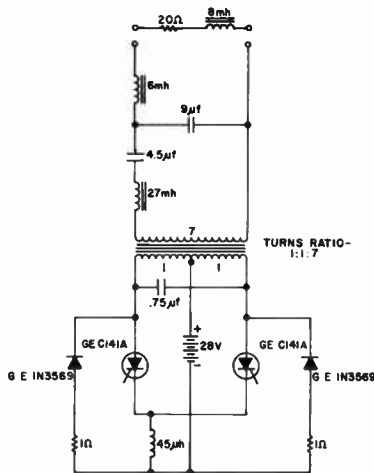 20Ω
8mh
6mh
9µf
4.5µf
27mh
7
TURNS RATIO-
1:1:7
1
1
.75µf
+
28V
-
GE C141A
GE C141A
G E IN3569
G E IN3569
1Ω
45µh
1Ω